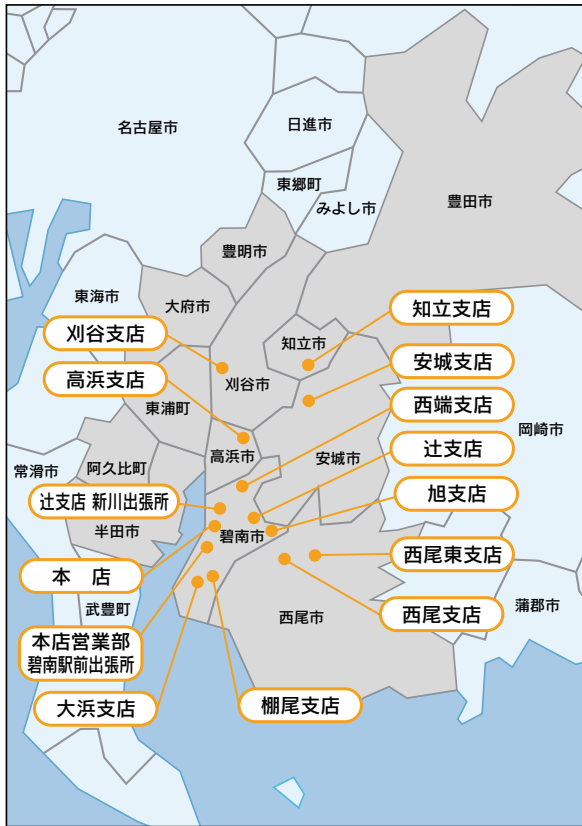 名古屋市
日進市
東郷町
みよし市
豊田市
豊明市
東海市
大府市
刈谷支店
知立支店
知立市
高浜支店
刈谷市
安城支店
東浦町
西端支店
岡崎市
高浜市
安城市
辻支店
常滑市
阿久比町
旭支店
辻支店 新川出張所
半田市
碧南市
本　店
西尾東支店
武豊町
西尾市
西尾支店
蒲郡市
本店営業部
碧南駅前出張所
大浜支店
棚尾支店